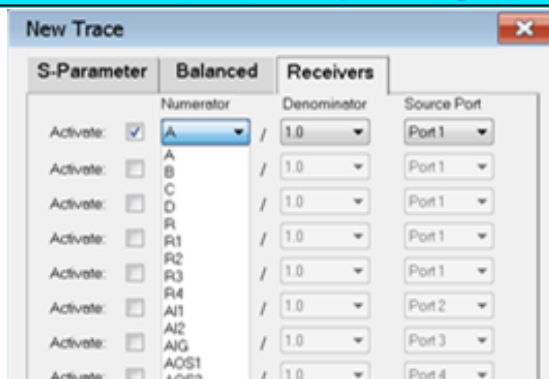 New Trace
S-Parameter Balanced Receivers
Numerator Denominator Source Port
Activate: A / 1.0 Port 1
A
Activate: B / 1.0 Port 1
C
Activate: D / 1.0 Port 1
R
Activate: R1 / 1.0 Port 1
R2
Activate: R3 / 1.0 Port 1
R4
Activate: AI1 / 1.0 Port 2
AI2
Activate: AIG / 1.0 Port 3
AOS1
Activate: AOS2 / 1.0 Port 4